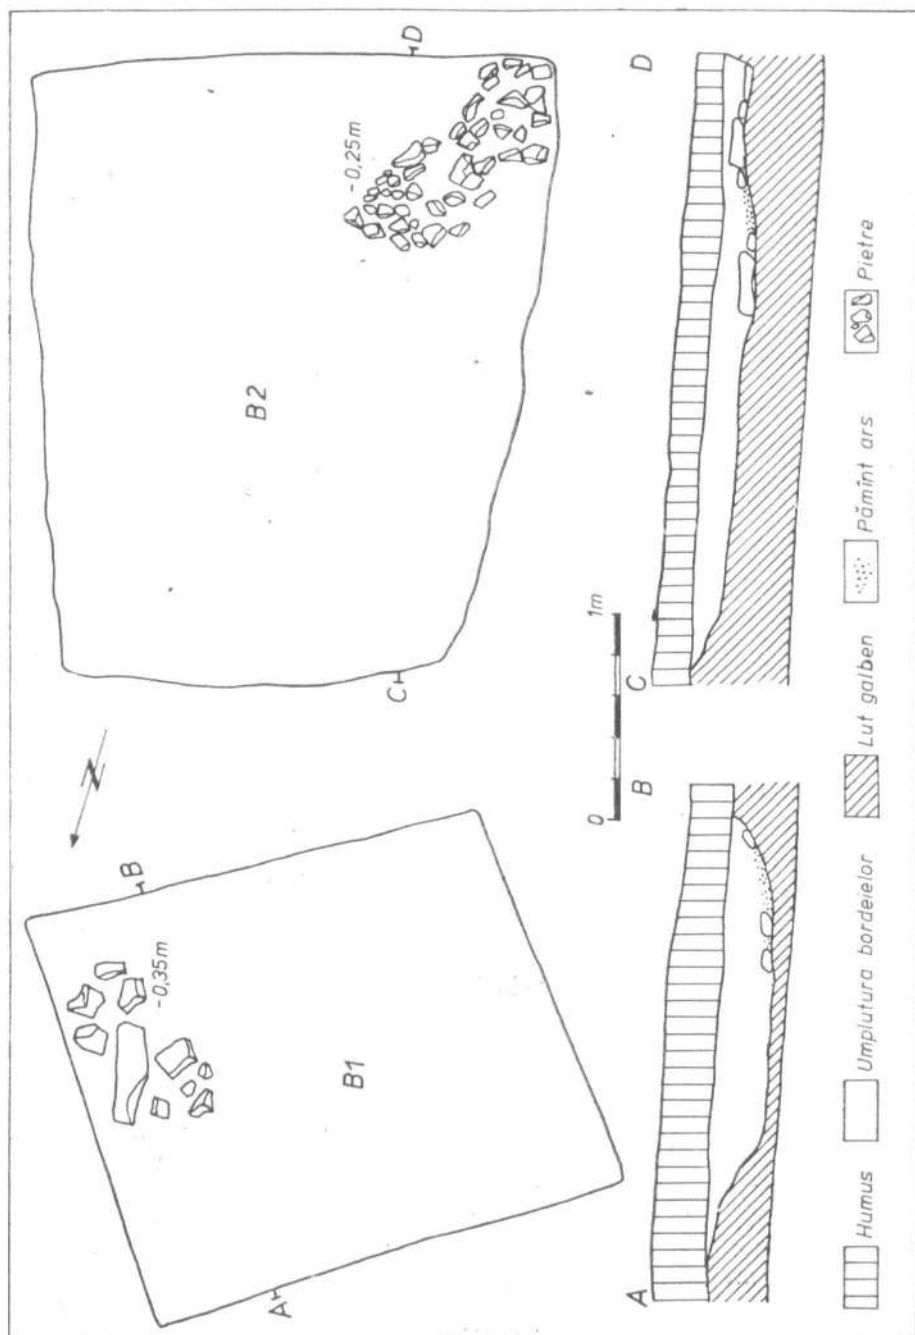 B1
-0,35m
A
B
B2
-0,25m
C
D
N
0
1m
A
B
C
D
Humus
Umplutura bordeielor
Lut galben
Pămînt ars
Pietre